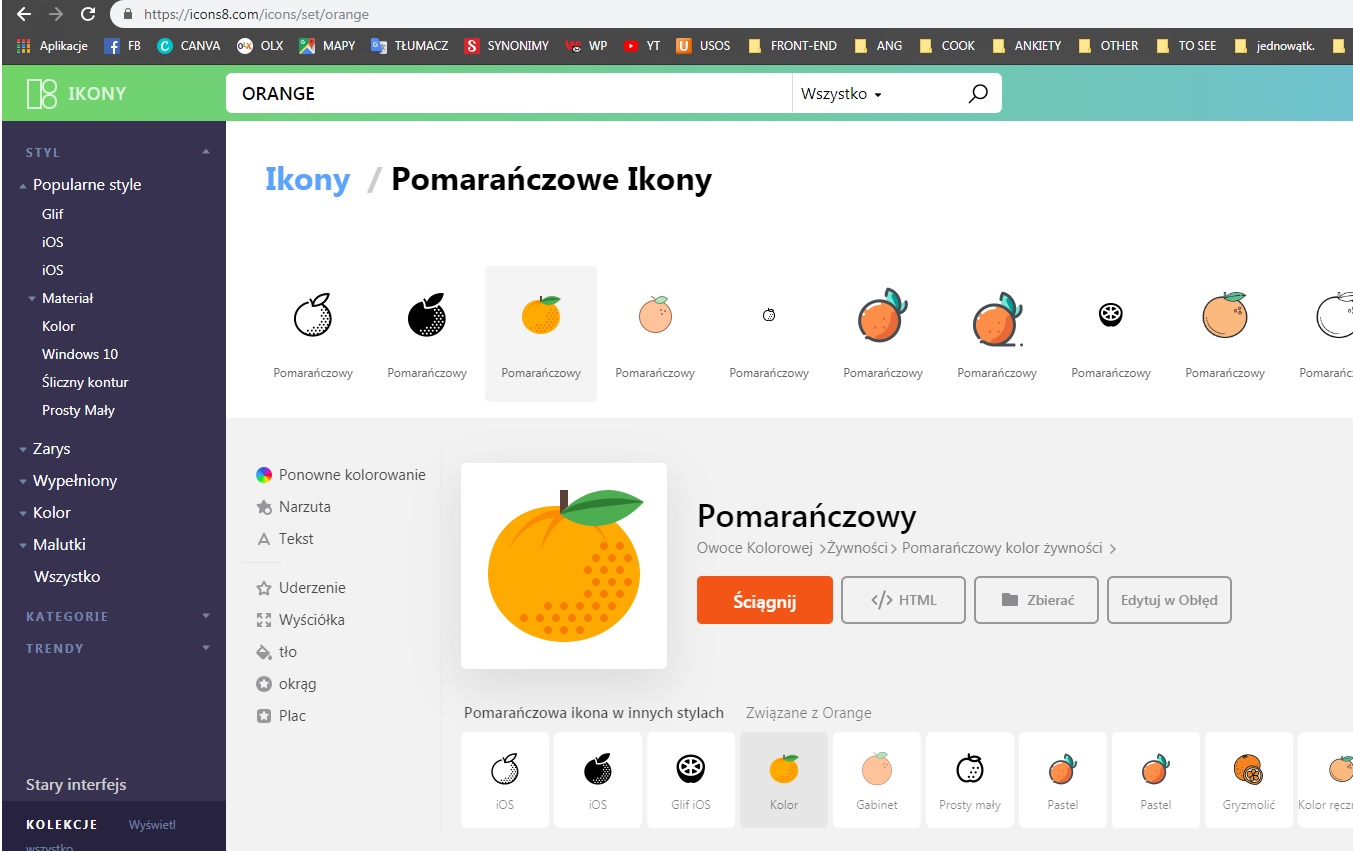 https://icons8.com/icons/set/orange
Aplikacje FB CANVA OLX MAPY TŁUMACZ SYNONIMY WP YT USOS FRONT-END ANG COOK ANKIETY OTHER TO SEE jednowątk.
IKONY ORANGE Wszystko
STYL
Popularne style
Glif
iOS
iOS
Materiał
Kolor
Windows 10
Śliczny kontur
Prosty Mały
Zarys
Wypełniony
Kolor
Malutki
Wszystko
KATEGORIE
TRENDY
Stary interfejs
KOLEKCJE Wyświetl
wszystko
Ikony / Pomarańczowe Ikony
Pomarańczowy Pomarańczowy Pomarańczowy Pomarańczowy Pomarańczowy Pomarańczowy Pomarańczowy Pomarańczowy Pomarańczowy Pomarańc
Ponowne kolorowanie
Narzuta
Tekst
Uderzenie
Wyściółka
tło
okrąg
Plac
Pomarańczowy
Owoce Kolorowej >Żywności> Pomarańczowy kolor żywności >
Ściągnij </> HTML Zbierać Edytuj w Obłęd
Pomarańczowa ikona w innych stylach Związane z Orange
iOS iOS Glif iOS Kolor Gabinet Prosty mały Pastel Pastel Gryzmolić Kolor ręczn